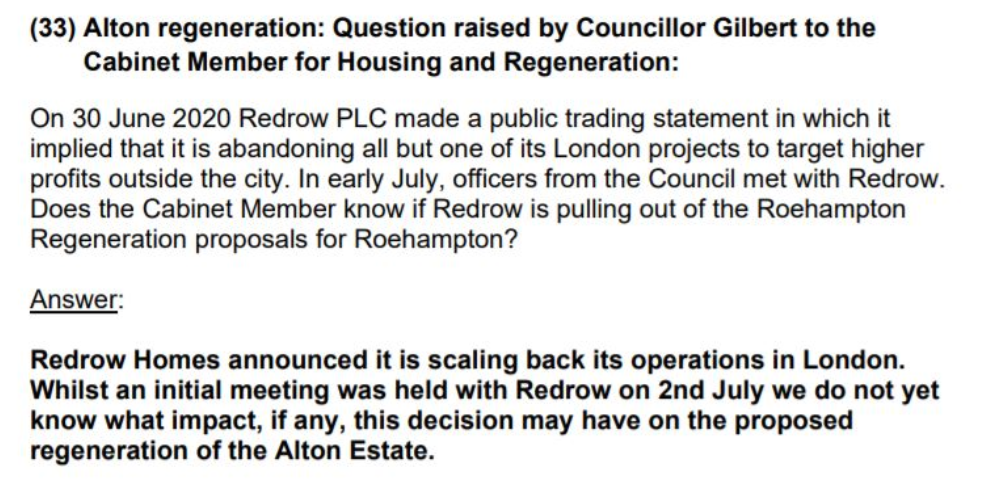 (33) Alton regeneration: Question raised by Councillor Gilbert to the
Cabinet Member for Housing and Regeneration:
On 30 June 2020 Redrow PLC made a public trading statement in which it
implied that it is abandoning all but one of its London projects to target higher
profits outside the city. In early July, officers from the Council met with Redrow.
Does the Cabinet Member know if Redrow is pulling out of the Roehampton
Regeneration proposals for Roehampton?
Answer:
Redrow Homes announced it is scaling back its operations in London.
Whilst an initial meeting was held with Redrow on 2nd July we do not yet
know what impact, if any, this decision may have on the proposed
regeneration of the Alton Estate.